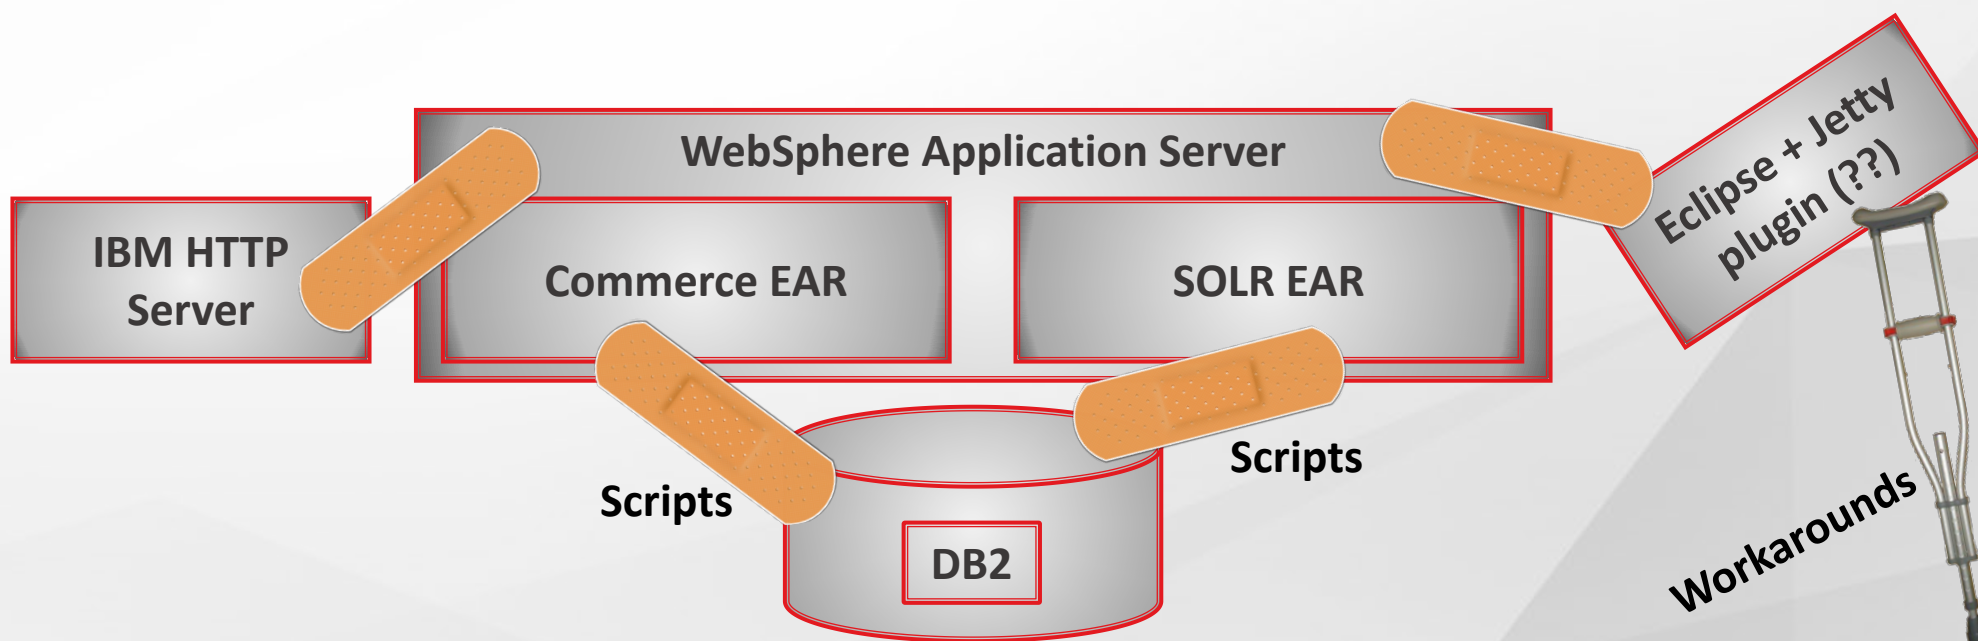 WebSphere Application Server
IBM HTTP
Server
Commerce EAR
SOLR EAR
Eclipse + Jetty
plugin (??)
Scripts
Scripts
DB2
Workarounds